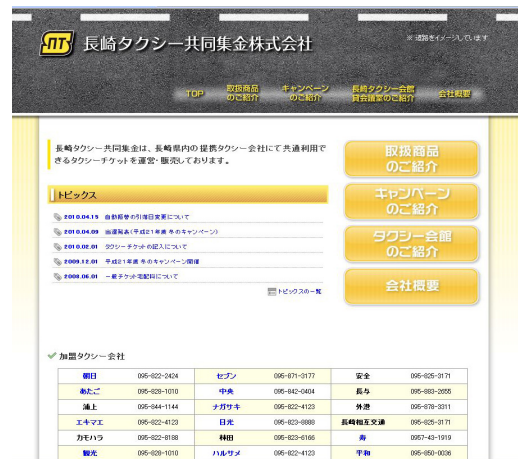 長崎タクシー共同集金株式会社
※ 道路をイメージしています
TOP
取扱商品
のご紹介
キャンペーン
のご紹介
長崎タクシー会館
貸会議室のご紹介
会社概要
長崎タクシー共同集金は、長崎県内の提携タクシー会社にて共通利用で
きるタクシーチケットを運営・販売しております。
トピックス
2010.04.15 自動振替の引落日変更について
2010.04.09 当選発表(平成21年度 冬のキャンペーン)
2010.02.01 タクシーチケットの記入について
2009.12.01 平成21年度 冬のキャンペーン開催
2008.06.01 一般チケット宅配料について
トピックスの一覧
取扱商品
のご紹介
キャンペーン
のご紹介
タクシー会館
のご紹介
会社概要
加盟タクシー会社
朝日 095-822-2424 セブン 095-871-3177 安全 095-825-3171
あたご 095-828-1010 中央 095-842-0404 長与 095-883-2655
浦上 095-844-1144 ナガサキ 095-822-4123 外港 095-878-3311
エキマエ 095-822-4123 日光 095-823-8888 長崎相互交通 095-825-3171
カモハラ 095-822-8188 林田 095-823-6166 寿 0957-43-1919
観光 095-828-1010 ハルサメ 095-822-4123 平和 095-850-0036